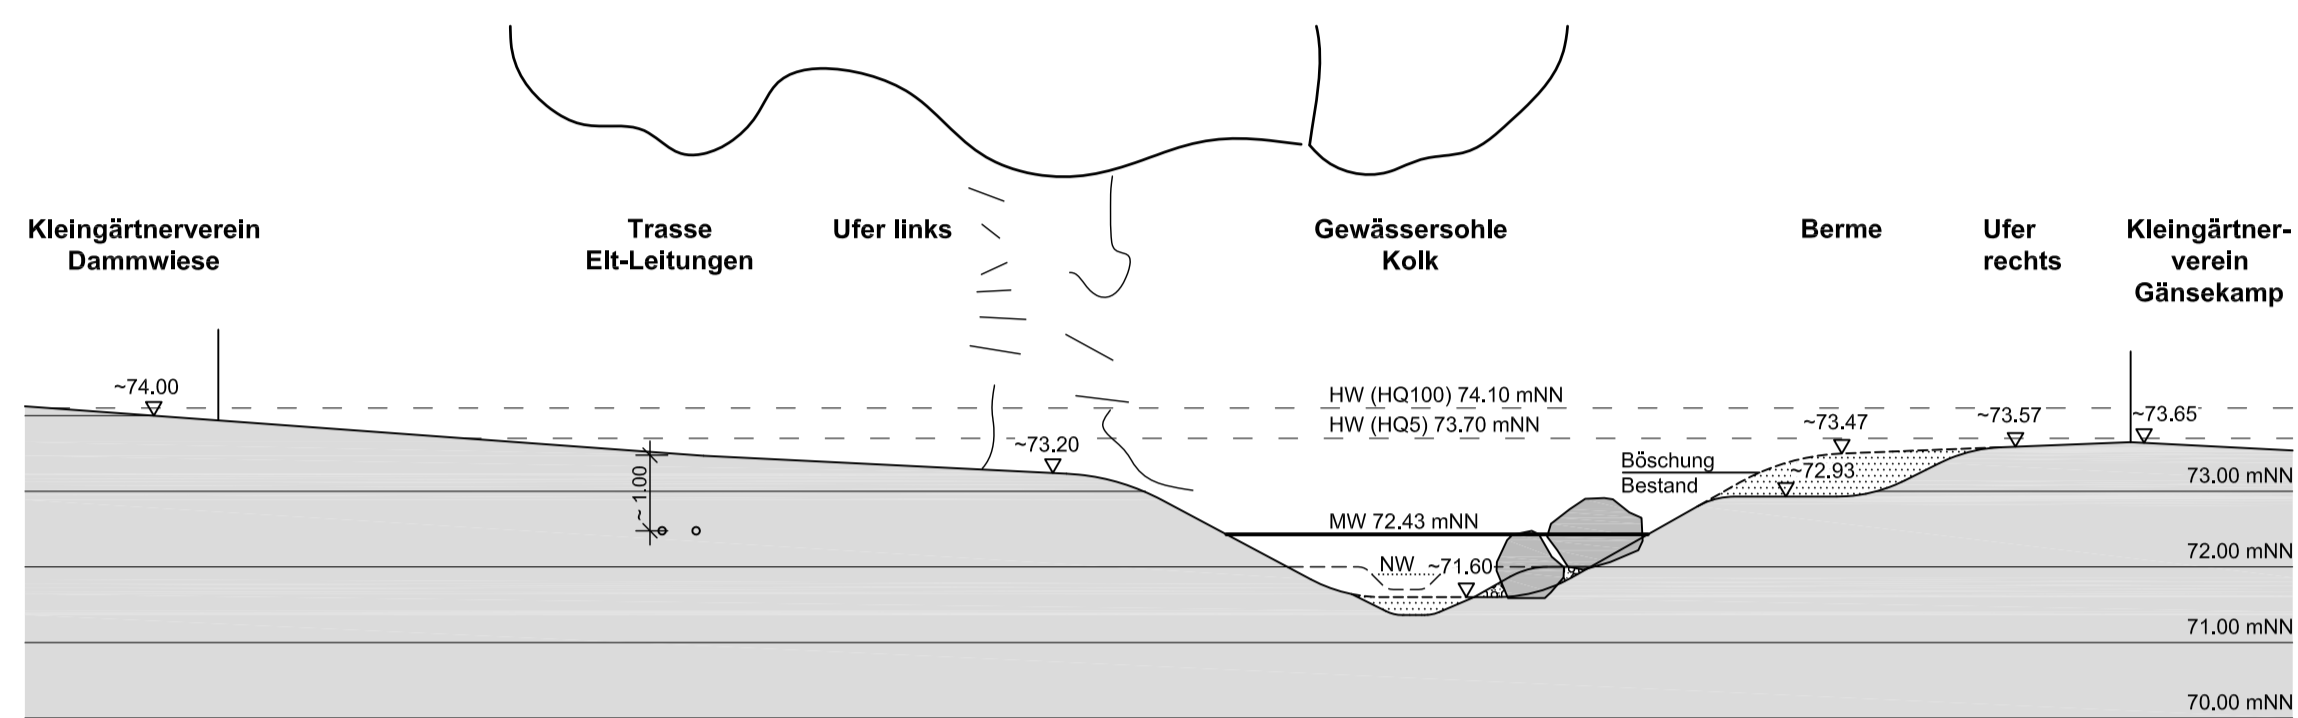 Kleingärtnerverein
Dammwiese
Trasse
Elt-Leitungen
Ufer links
Gewässersohle
Kolk
Berme
Ufer
rechts
Kleingärtner-
verein
Gänsekamp
~74.00
HW (HQ100) 74.10 mNN
HW (HQ5) 73.70 mNN
~73.20
~73.47
~73.57
~73.65
Böschung
Bestand
~72.93
73.00 mNN
~1.00
MW 72.43 mNN
72.00 mNN
NW
~71.60
71.00 mNN
70.00 mNN